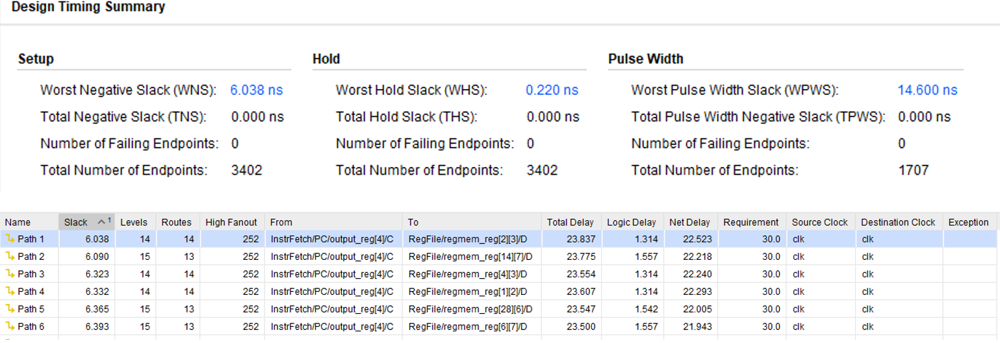 Design Timing Summary
Setup Hold Pulse Width
Worst Negative Slack (WNS): 6.038 ns Worst Hold Slack (WHS): 0.220 ns Worst Pulse Width Slack (WPWS): 14.600 ns
Total Negative Slack (TNS): 0.000 ns Total Hold Slack (THS): 0.000 ns Total Pulse Width Negative Slack (TPWS): 0.000 ns
Number of Failing Endpoints: 0 Number of Failing Endpoints: 0 Number of Failing Endpoints: 0
Total Number of Endpoints: 3402 Total Number of Endpoints: 3402 Total Number of Endpoints: 1707
Name Slack 1 Levels Routes High Fanout From To Total Delay Logic Delay Net Delay Requirement Source Clock Destination Clock Exception
Path 1 6.038 14 14 252 InstrFetch/PC/output_reg[4]/C RegFile/regmem_reg[2][3]/D 23.837 1.314 22.523 30.0 clk clk
Path 2 6.090 15 13 252 InstrFetch/PC/output_reg[4]/C RegFile/regmem_reg[14][7]/D 23.775 1.557 22.218 30.0 clk clk
Path 3 6.323 14 14 252 InstrFetch/PC/output_reg[4]/C RegFile/regmem_reg[4][3]/D 23.554 1.314 22.240 30.0 clk clk
Path 4 6.332 14 14 252 InstrFetch/PC/output_reg[4]/C RegFile/regmem_reg[1][2]/D 23.607 1.314 22.293 30.0 clk clk
Path 5 6.365 15 13 252 InstrFetch/PC/output_reg[4]/C RegFile/regmem_reg[28][6]/D 23.547 1.542 22.005 30.0 clk clk
Path 6 6.393 15 13 252 InstrFetch/PC/output_reg[4]/C RegFile/regmem_reg[6][7]/D 23.500 1.557 21.943 30.0 clk clk